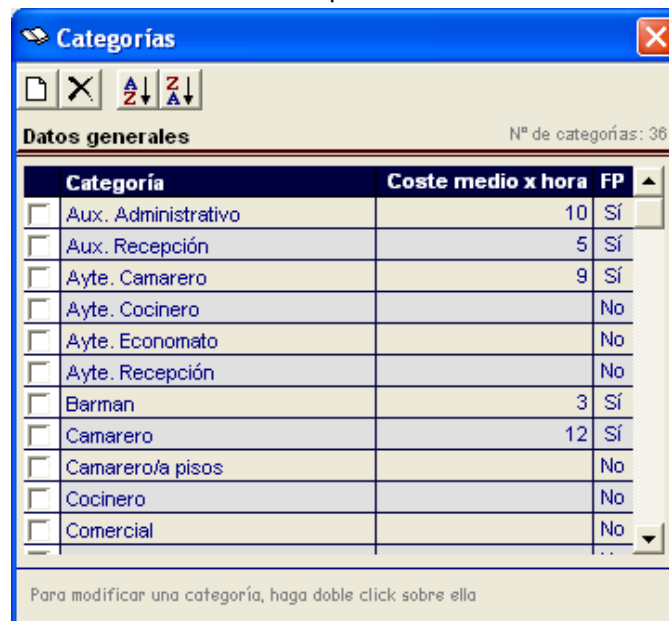 Categorías
Datos generales Nº de categorías: 36
Categoría Coste medio x hora FP
Aux. Administrativo 10 Sí
Aux. Recepción 5 Sí
Ayte. Camarero 9 Sí
Ayte. Cocinero No
Ayte. Economato No
Ayte. Recepción No
Barman 3 Sí
Camarero 12 Sí
Camarero/a pisos No
Cocinero No
Comercial No
Para modificar una categoría, haga doble click sobre ella